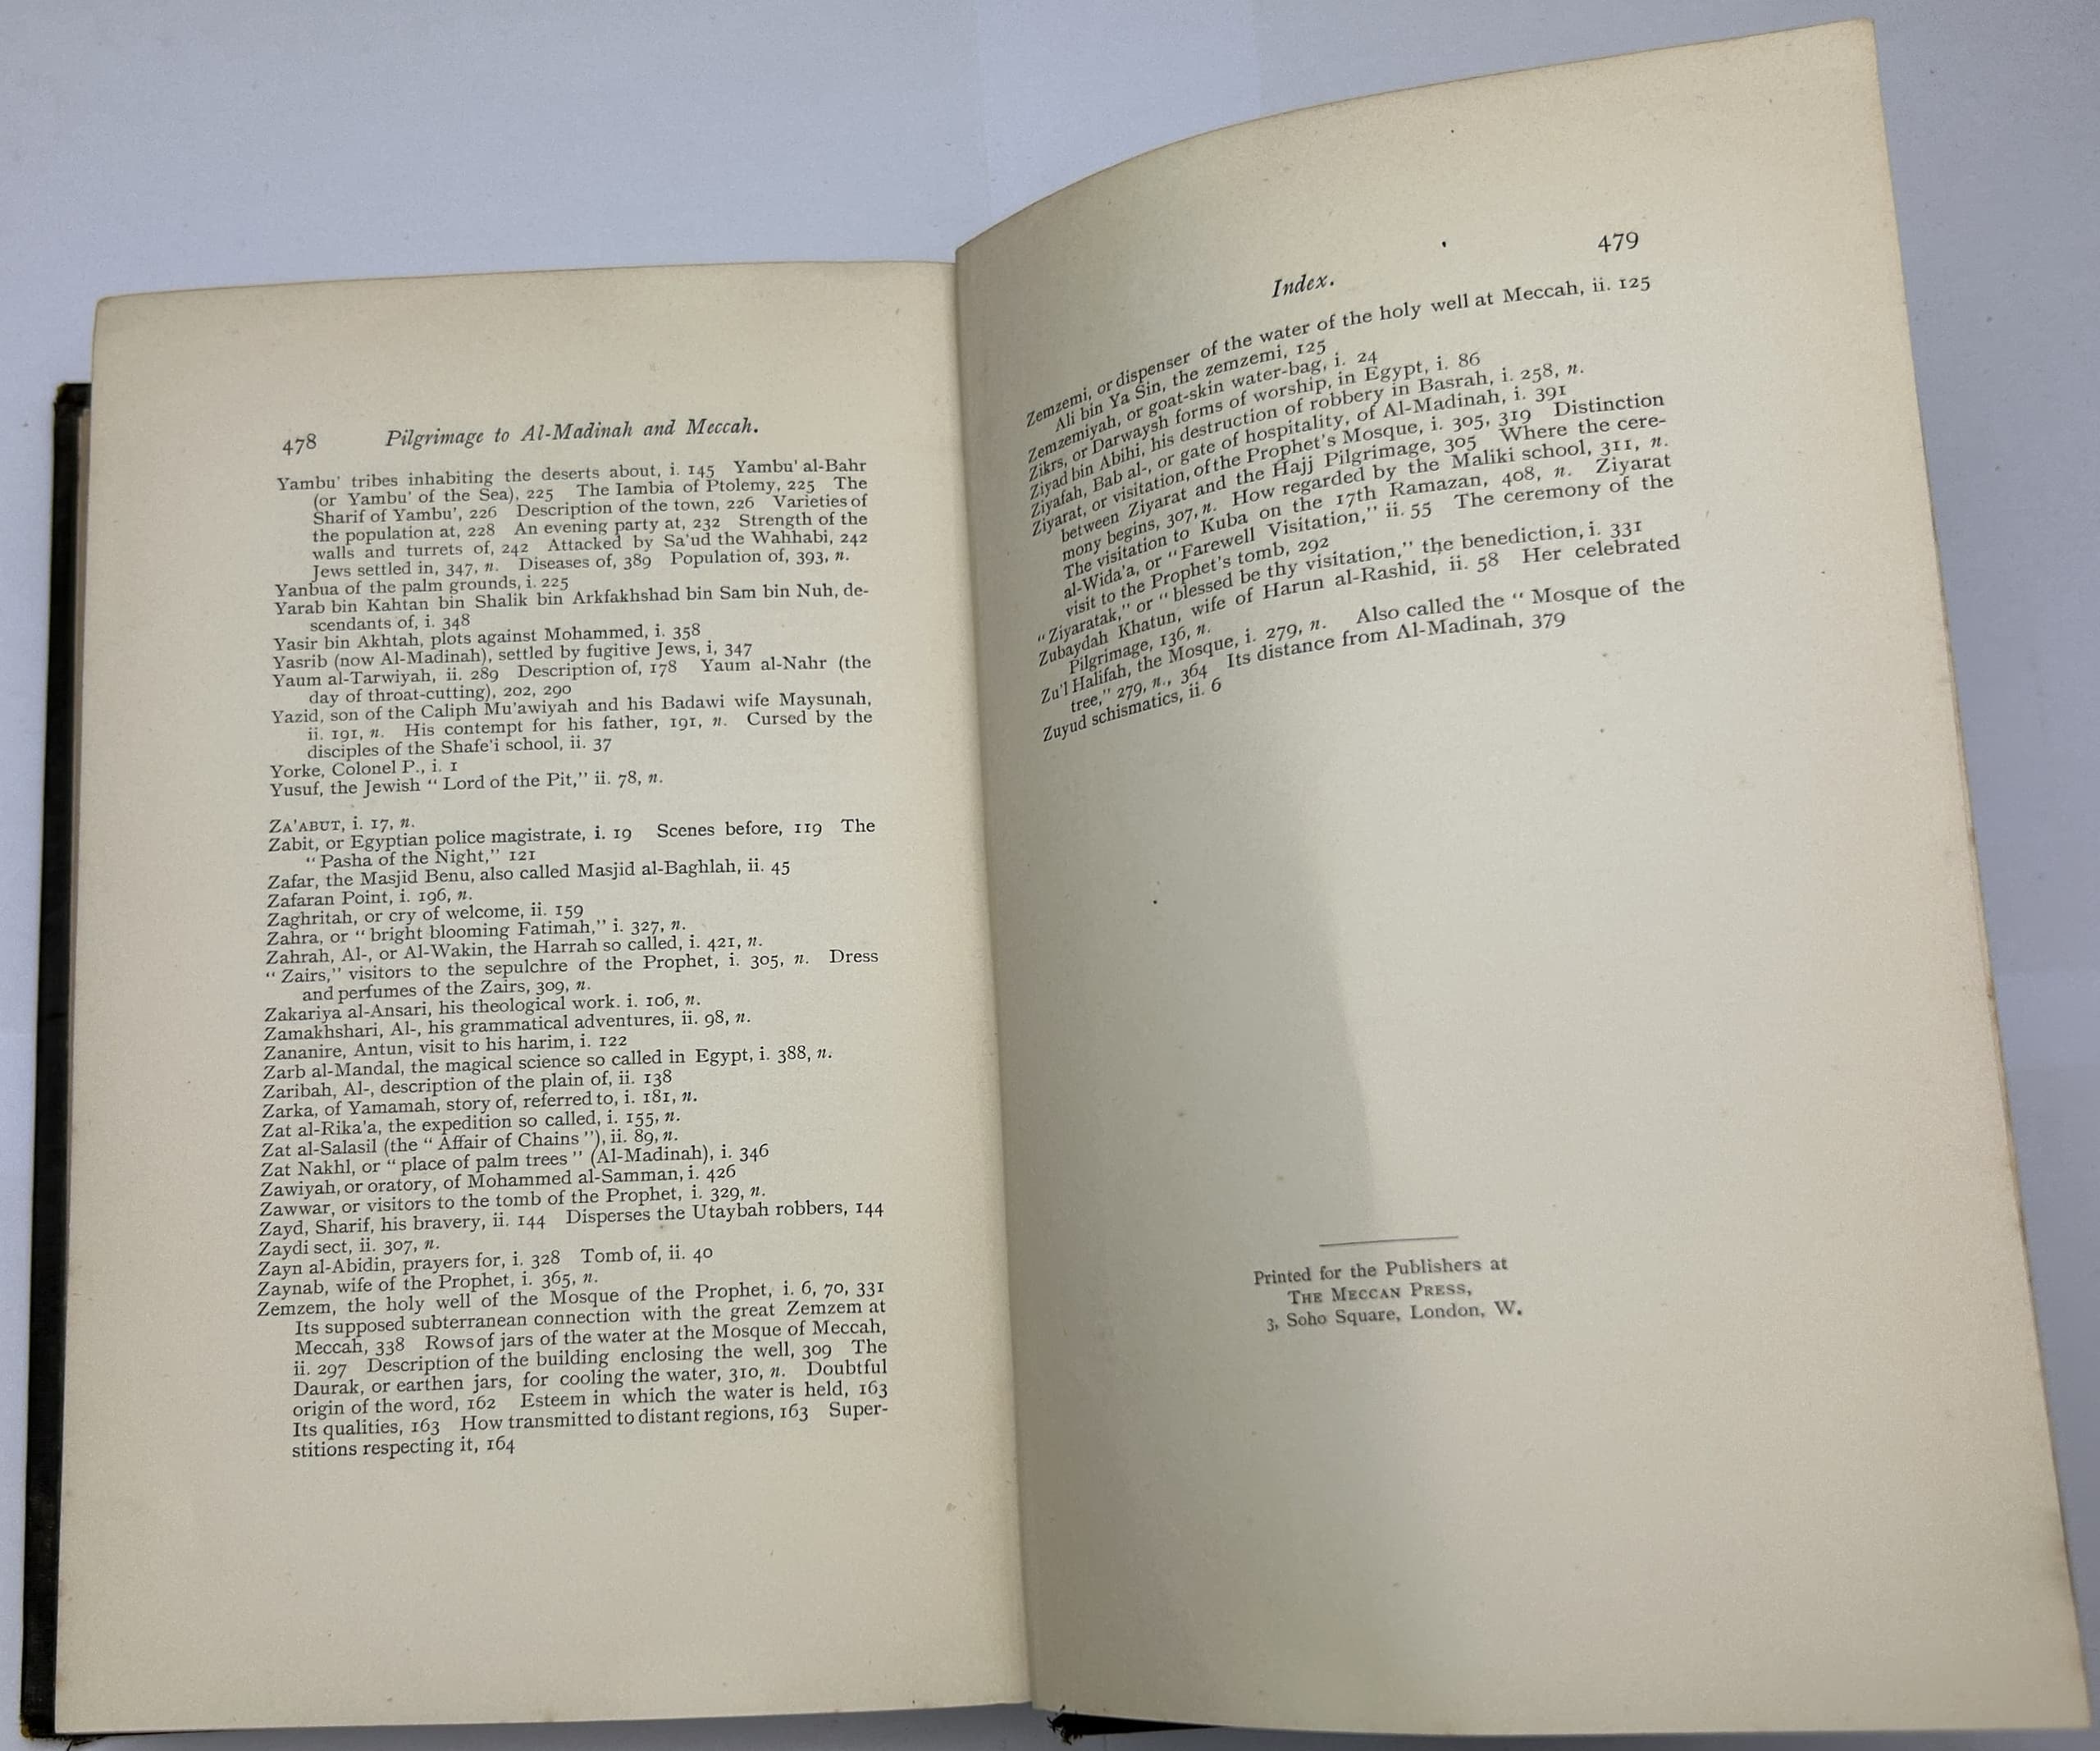 478 Pilgrimage to Al-Madinah and Meccah.
Yambu' tribes inhabiting the deserts about, i. 145 Yambu' al-Bahr
(or Yambu' of the Sea), 225 The Iambia of Ptolemy, 225 The
Sharif of Yambu', 226 Description of the town, 226 Varieties of
the population at, 228 An evening party at, 232 Strength of the
walls and turrets of, 242 Attacked by Sa'ud the Wahhabi, 242
Jews settled in, 347, n. Diseases of, 389 Population of, 393, n.
Yanbua of the palm grounds, i. 225
Yarab bin Kahtan bin Shalik bin Arkfakhshad bin Sam bin Nuh, de-
scendants of, i. 348
Yasir bin Akhtah, plots against Mohammed, i. 358
Yasrib (now Al-Madinah), settled by fugitive Jews, i, 347
Yaum al-Tarwiyah, ii. 289 Description of, 178 Yaum al-Nahr (the
day of throat-cutting), 202, 290
Yazid, son of the Caliph Mu'awiyah and his Badawi wife Maysunah,
ii. 191, n. His contempt for his father, 191, n. Cursed by the
disciples of the Shafe'i school, ii. 37
Yorke, Colonel P., i. 1
Yusuf, the Jewish "Lord of the Pit," ii. 78, n.
ZA'ABUT, i. 17, n.
Zabit, or Egyptian police magistrate, i. 19 Scenes before, 119 The
"Pasha of the Night," 121
Zafar, the Masjid Benu, also called Masjid al-Baghlah, ii. 45
Zafaran Point, i. 196, n.
Zaghritah, or cry of welcome, ii. 159
Zahra, or "bright blooming Fatimah," i. 327, n.
Zahrah, Al-, or Al-Wakin, the Harrah so called, i. 421, n.
"Zairs," visitors to the sepulchre of the Prophet, i. 305, n. Dress
and perfumes of the Zairs, 309, n.
Zakariya al-Ansari, his theological work. i. 106, n.
Zamakhshari, Al-, his grammatical adventures, ii. 98, n.
Zananire, Antun, visit to his harim, i. 122
Zarb al-Mandal, the magical science so called in Egypt, i. 388, n.
Zaribah, Al-, description of the plain of, ii. 138
Zarka, of Yamamah, story of, referred to, i. 181, n.
Zat al-Rika'a, the expedition so called, i. 155, n.
Zat al-Salasil (the "Affair of Chains"), ii. 89, n.
Zat Nakhl, or "place of palm trees" (Al-Madinah), i. 346
Zawiyah, or oratory, of Mohammed al-Samman, i. 426
Zawwar, or visitors to the tomb of the Prophet, i. 329, n.
Zayd, Sharif, his bravery, ii. 144 Disperses the Utaybah robbers, 144
Zaydi sect, ii. 307, n.
Zayn al-Abidin, prayers for, i. 328 Tomb of, ii. 40
Zaynab, wife of the Prophet, i. 365, n.
Zemzem, the holy well of the Mosque of the Prophet, i. 6, 70, 331
Its supposed subterranean connection with the great Zemzem at
Meccah, 338 Rows of jars of the water at the Mosque of Meccah,
ii. 297 Description of the building enclosing the well, 309 The
Daurak, or earthen jars, for cooling the water, 310, n. Doubtful
origin of the word, 162 Esteem in which the water is held, 163
Its qualities, 163 How transmitted to distant regions, 163 Super-
stitions respecting it, 164
Index. 479
Zemzemi, or dispenser of the water of the holy well at Meccah, ii. 125
Ali bin Ya Sin, the zemzemi, 125
Zemzemiyah, or goat-skin water-bag, i. 24
Zikrs, or Darwaysh forms of worship, in Egypt, i. 86
Ziyad bin Abihi, his destruction of robbery in Basrah, i. 258, n.
Ziyafah, Bab al-, or gate of hospitality, of Al-Madinah, i. 391
Ziyarat, or visitation, of the Prophet's Mosque, i. 305, 319 Distinction
between Ziyarat and the Hajj Pilgrimage, 305 Where the cere-
mony begins, 307, n. How regarded by the Maliki school, 311, n.
The visitation to Kuba on the 17th Ramazan, 408, n. Ziyarat
al-Wida'a, or "Farewell Visitation," ii. 55 The ceremony of the
visit to the Prophet's tomb, 292
"Ziyaratak," or "blessed be thy visitation," the benediction, i. 331
Zubaydah Khatun, wife of Harun al-Rashid, ii. 58 Her celebrated
Pilgrimage, 136, n.
Zu'l Halifah, the Mosque, i. 279, n. Also called the "Mosque of the
tree," 279, n., 364 Its distance from Al-Madinah, 379
Zuyud schismatics, ii. 6
Printed for the Publishers at
THE MECCAN PRESS,
3, Soho Square, London, W.